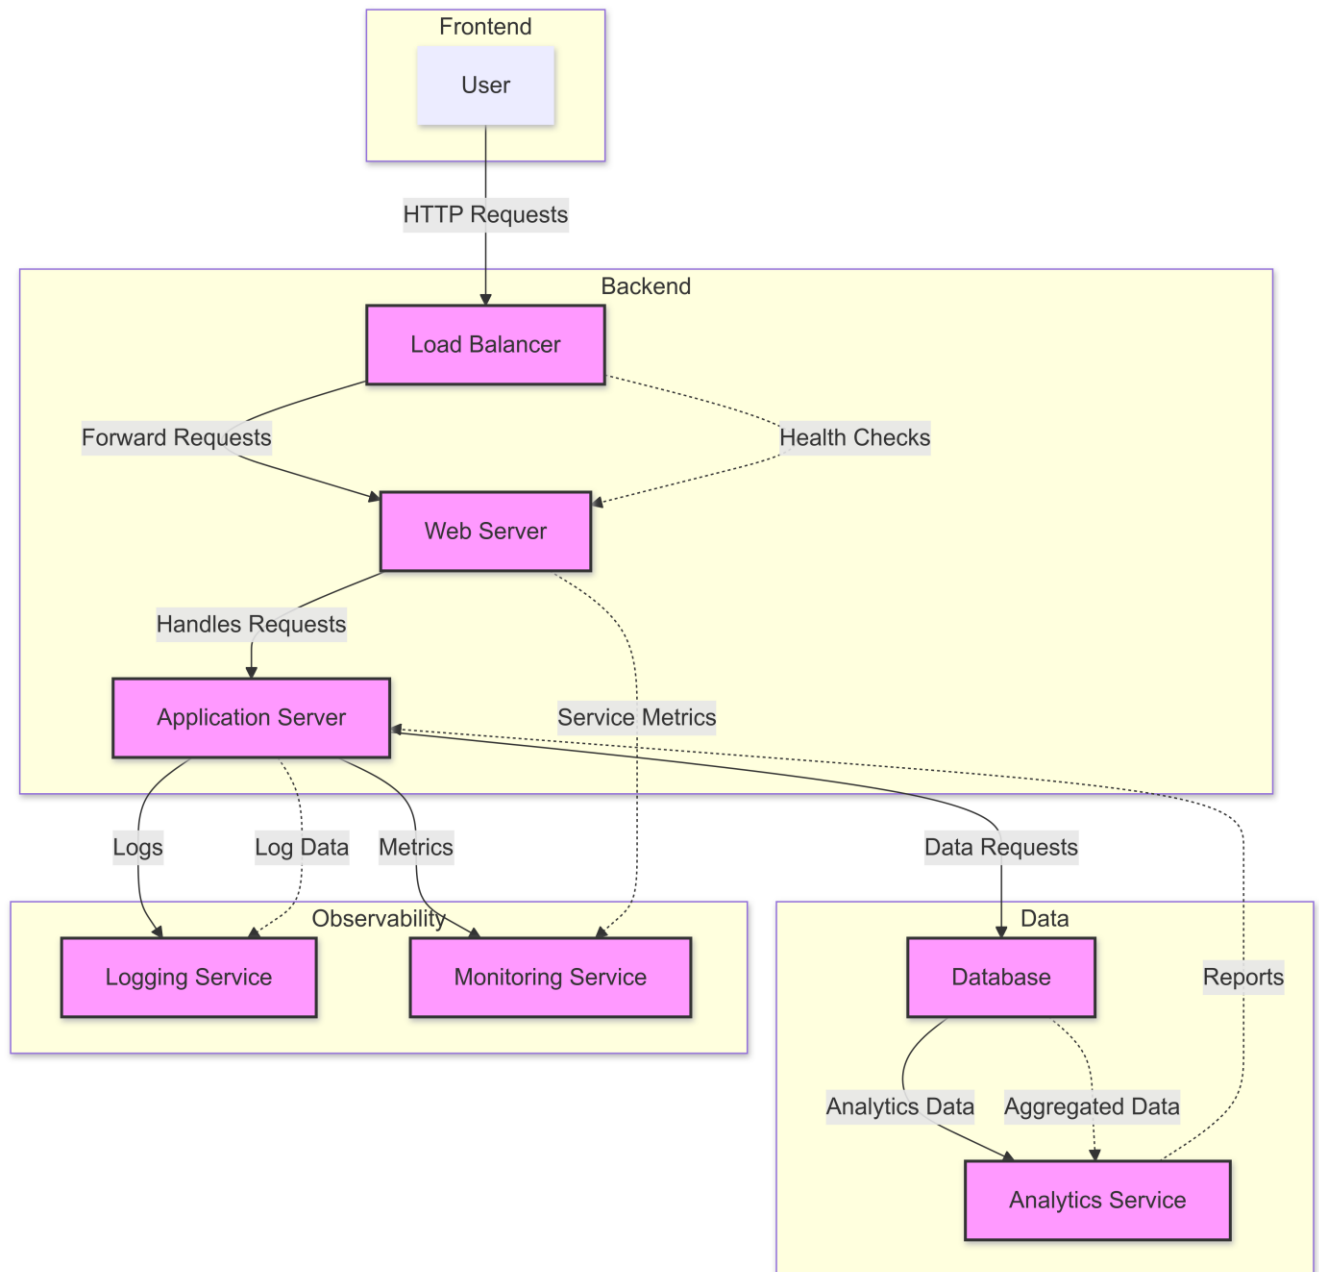 Frontend
User
HTTP Requests
Backend
Load Balancer
Forward Requests
Health Checks
Web Server
Handles Requests
Application Server
Service Metrics
Logs
Log Data
Metrics
Data Requests
Observability
Data
Logging Service
Monitoring Service
Database
Reports
Analytics Data
Aggregated Data
Analytics Service